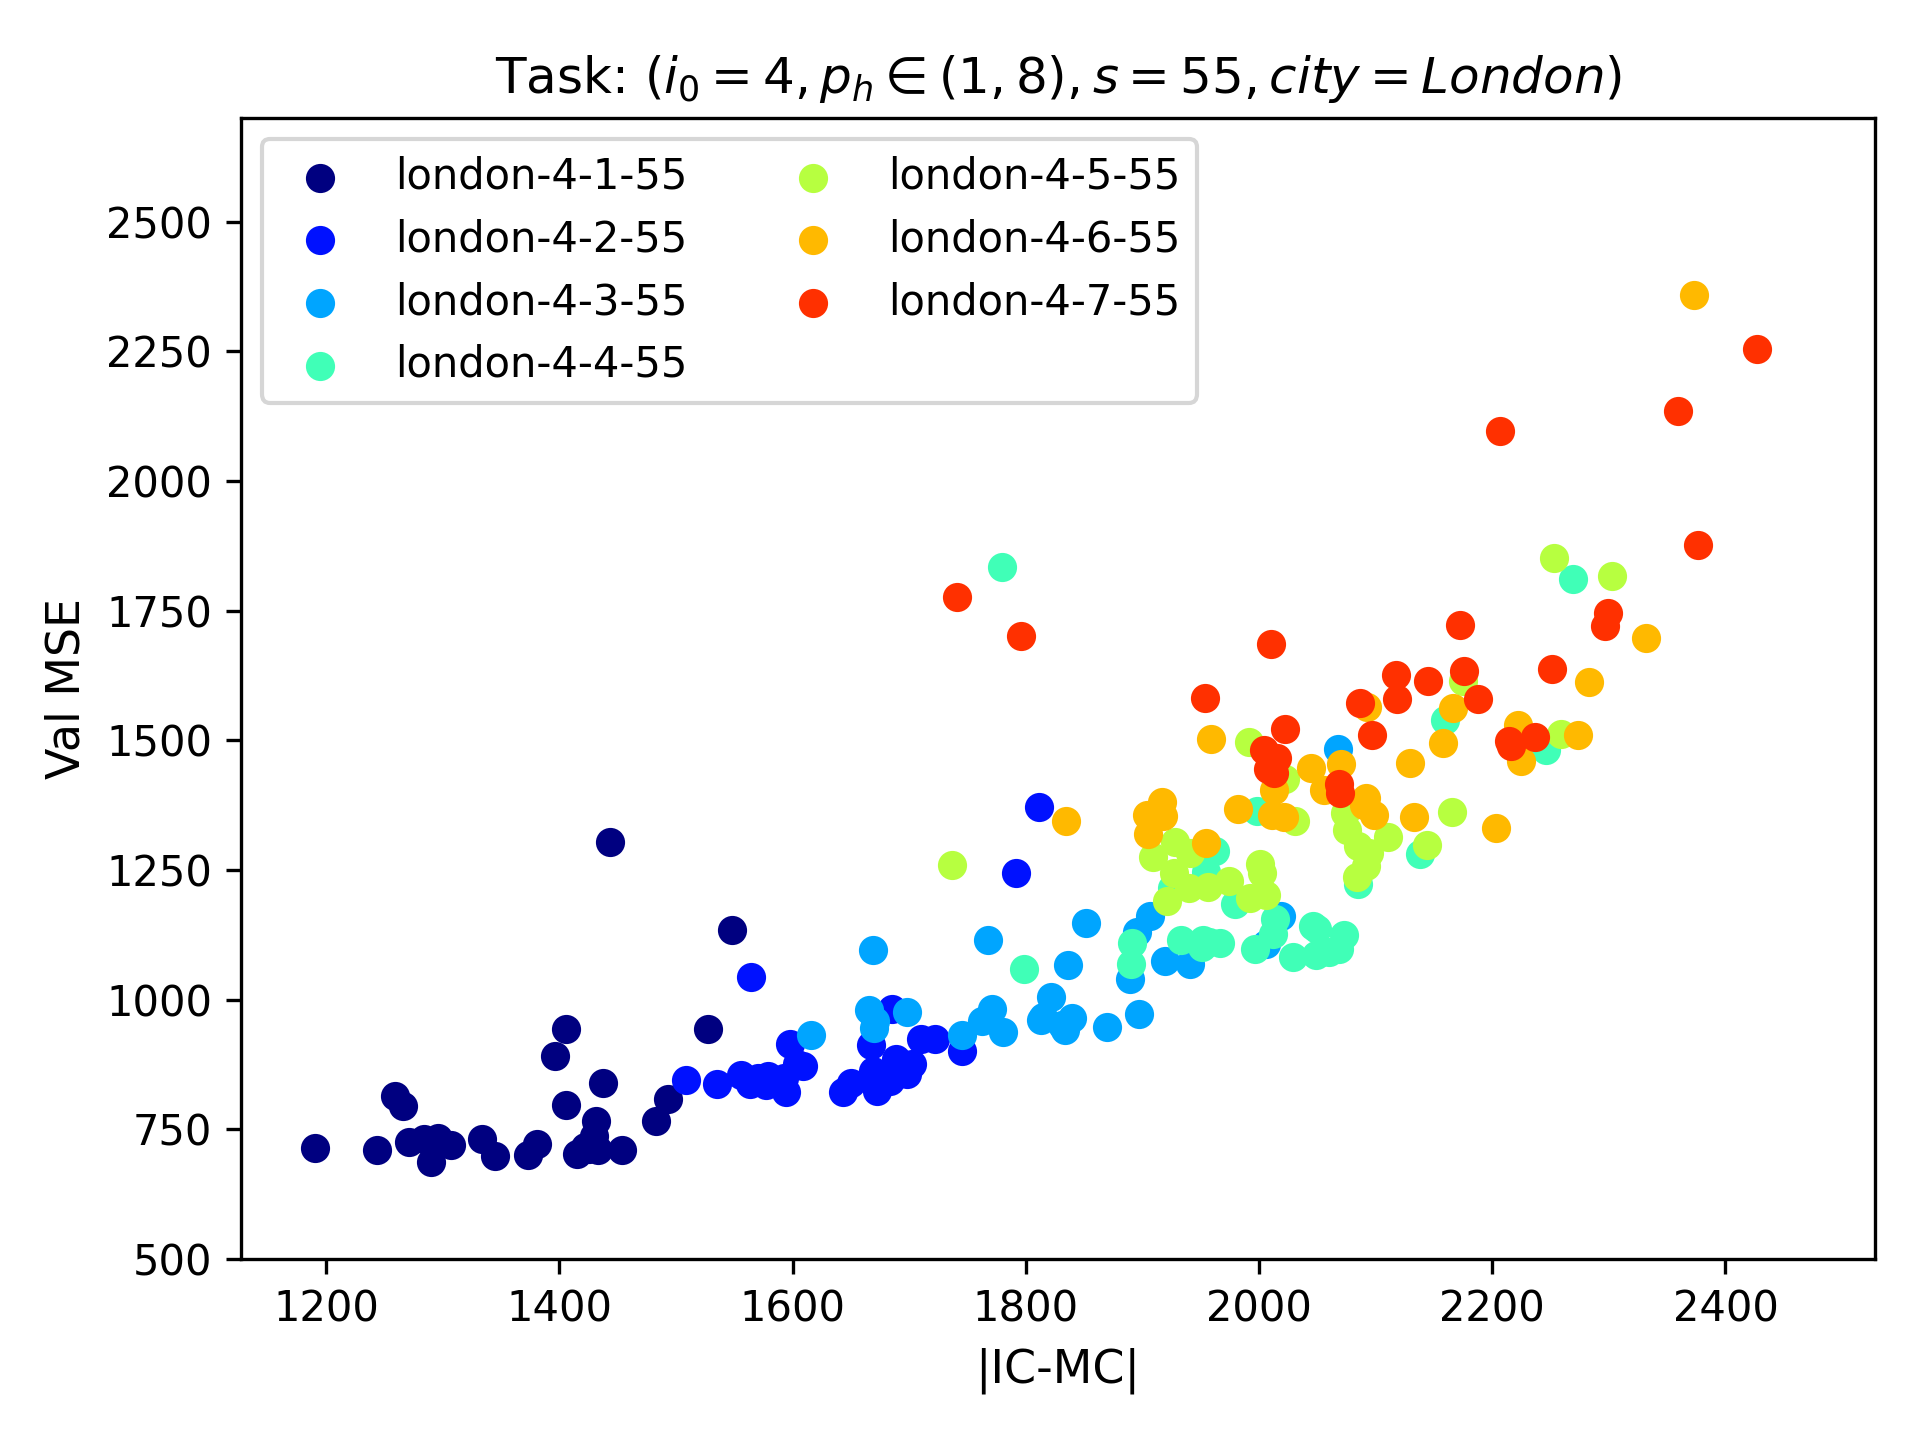 Task: (i₀ = 4, pₕ ∈ (1, 8), s = 55, city = London)
london-4-1-55
london-4-2-55
london-4-3-55
london-4-4-55
london-4-5-55
london-4-6-55
london-4-7-55
Val MSE
2500
2250
2000
1750
1500
1250
1000
750
500
1200 1400 1600 1800 2000 2200 2400
|IC-MC|